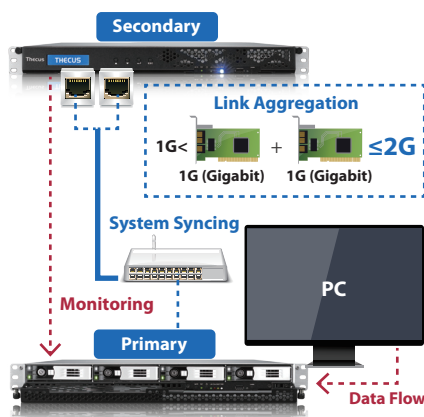 Secondary
Thecus
THECUS
Link Aggregation
1G<
+
≤2G
1G (Gigabit)
1G (Gigabit)
System Syncing
PC
Monitoring
Primary
Data Flow